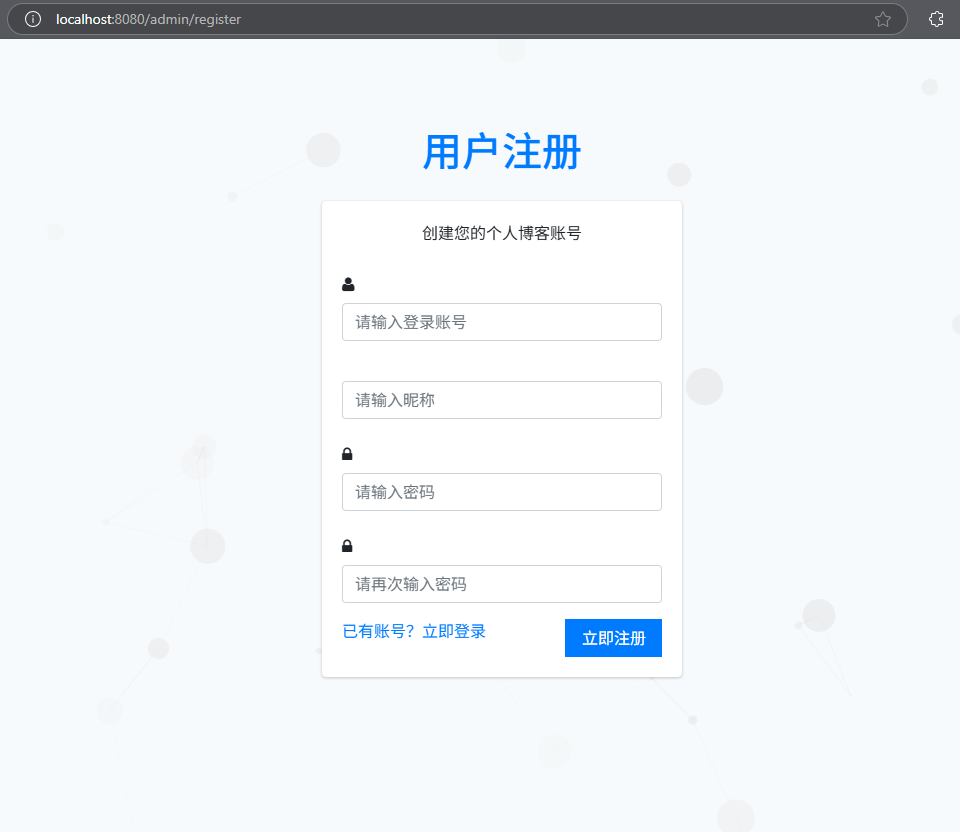 localhost:8080/admin/register
用户注册
创建您的个人博客账号
请输入登录账号
请输入昵称
请输入密码
请再次输入密码
已有账号？立即登录
立即注册